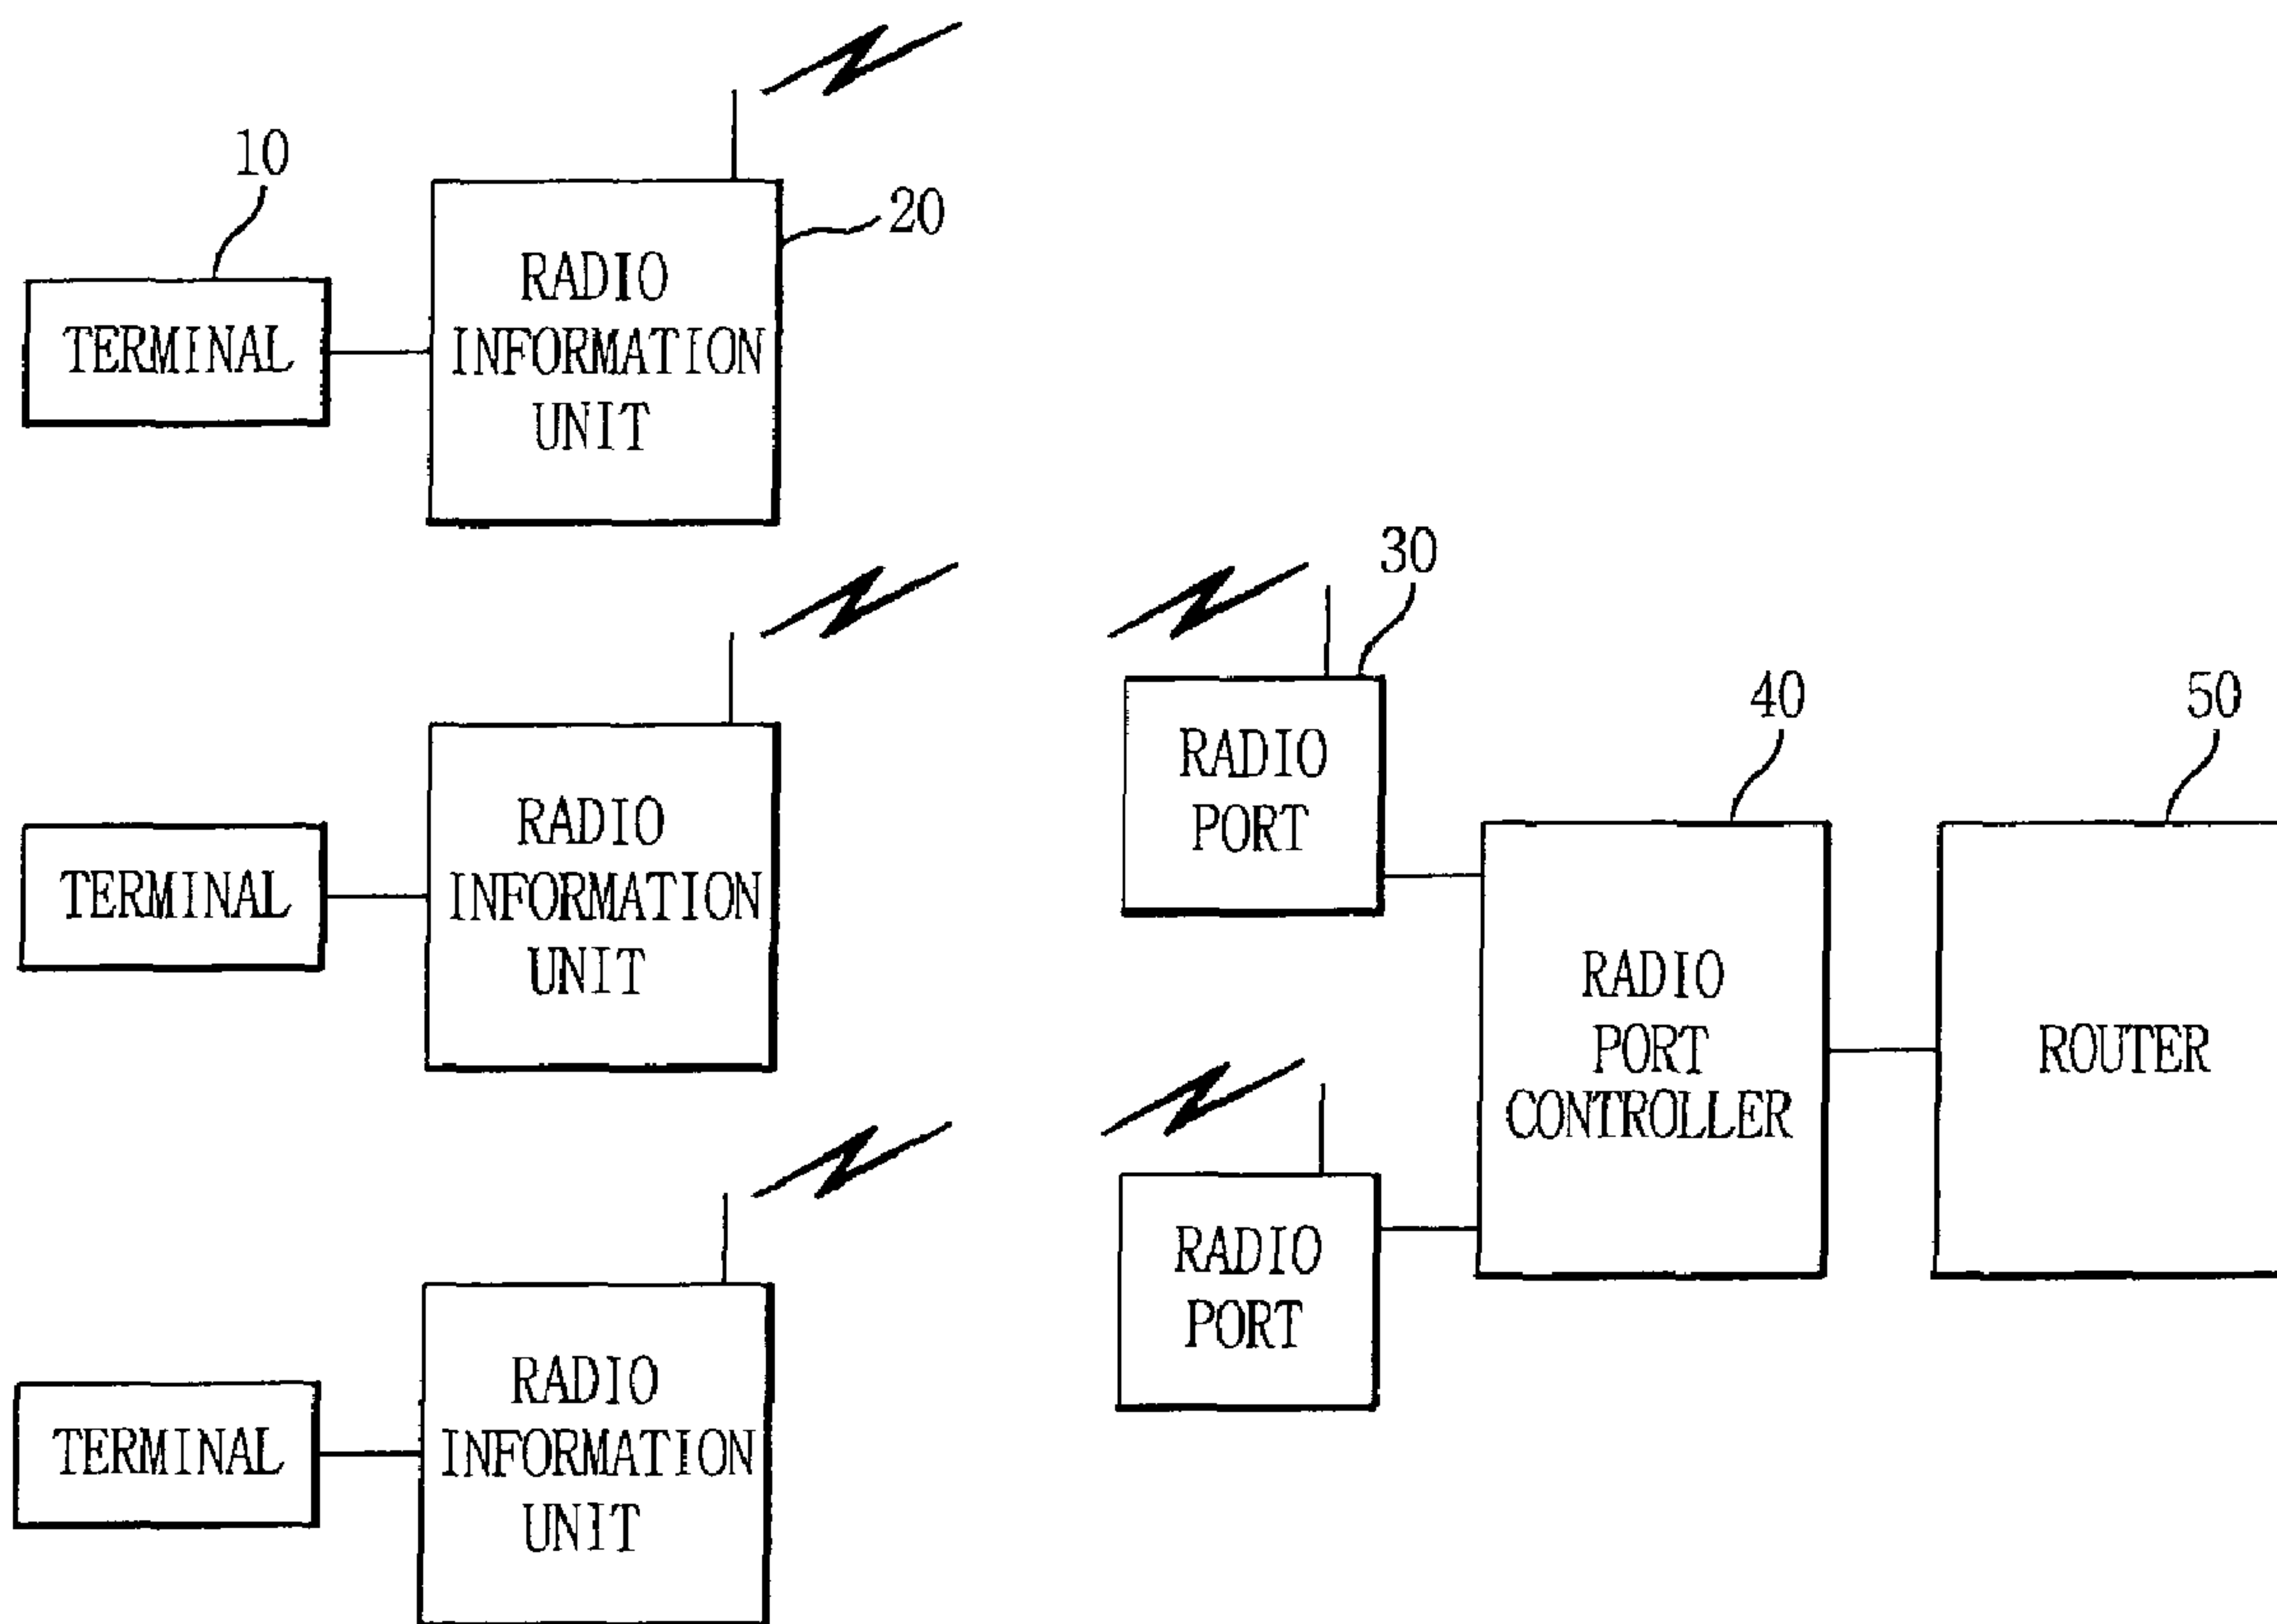 10
20
TERMINAL
RADIO
INFORMATION
UNIT
TERMINAL
RADIO
INFORMATION
UNIT
TERMINAL
RADIO
INFORMATION
UNIT
30
RADIO
PORT
RADIO
PORT
40
RADIO
PORT
CONTROLLER
50
ROUTER